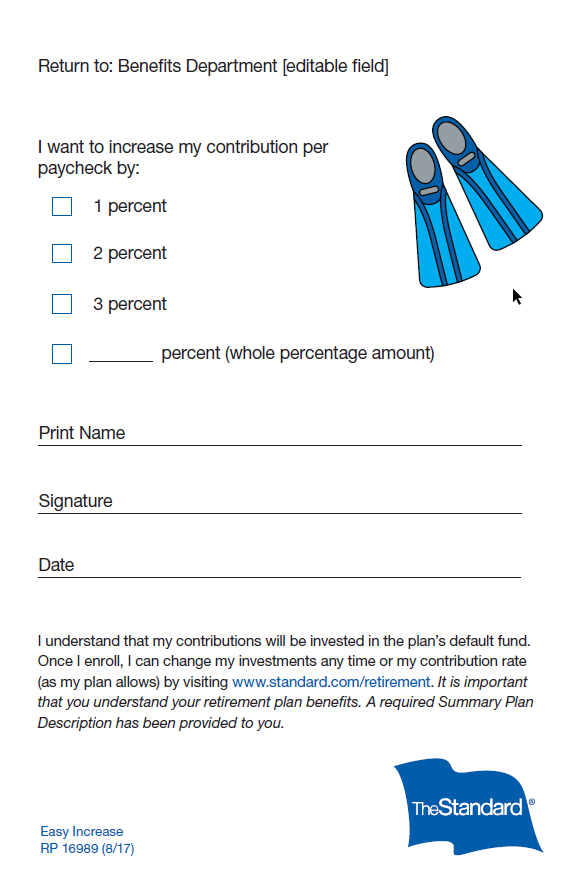 Return to: Benefits Department [editable field]
I want to increase my contribution per
paycheck by:
1 percent
2 percent
3 percent
_______ percent (whole percentage amount)
Print Name
Signature
Date
I understand that my contributions will be invested in the plan’s default fund.
Once I enroll, I can change my investments any time or my contribution rate
(as my plan allows) by visiting www.standard.com/retirement. It is important
that you understand your retirement plan benefits. A required Summary Plan
Description has been provided to you.
TheStandard®
Easy Increase
RP 16989 (8/17)